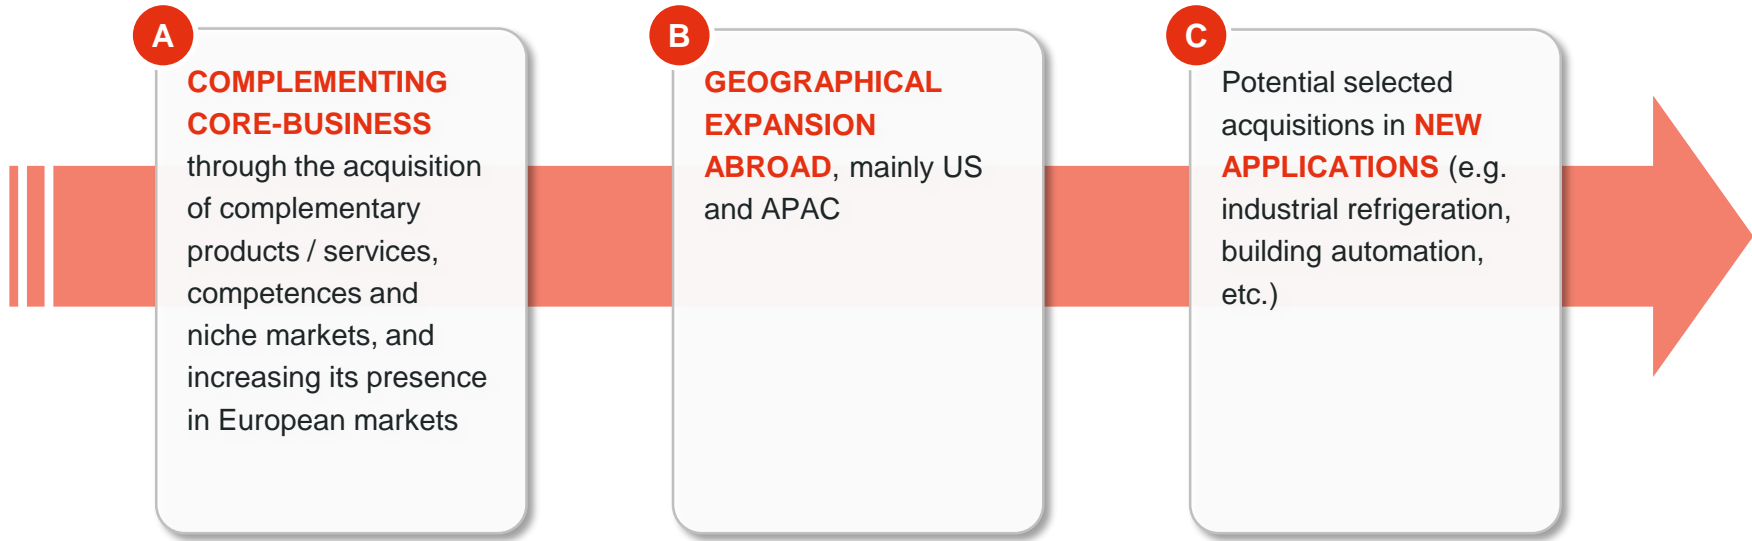 A
COMPLEMENTING
CORE-BUSINESS
through the acquisition
of complementary
products / services,
competences and
niche markets, and
increasing its presence
in European markets
B
GEOGRAPHICAL
EXPANSION
ABROAD, mainly US
and APAC
C
Potential selected
acquisitions in NEW
APPLICATIONS (e.g.
industrial refrigeration,
building automation,
etc.)